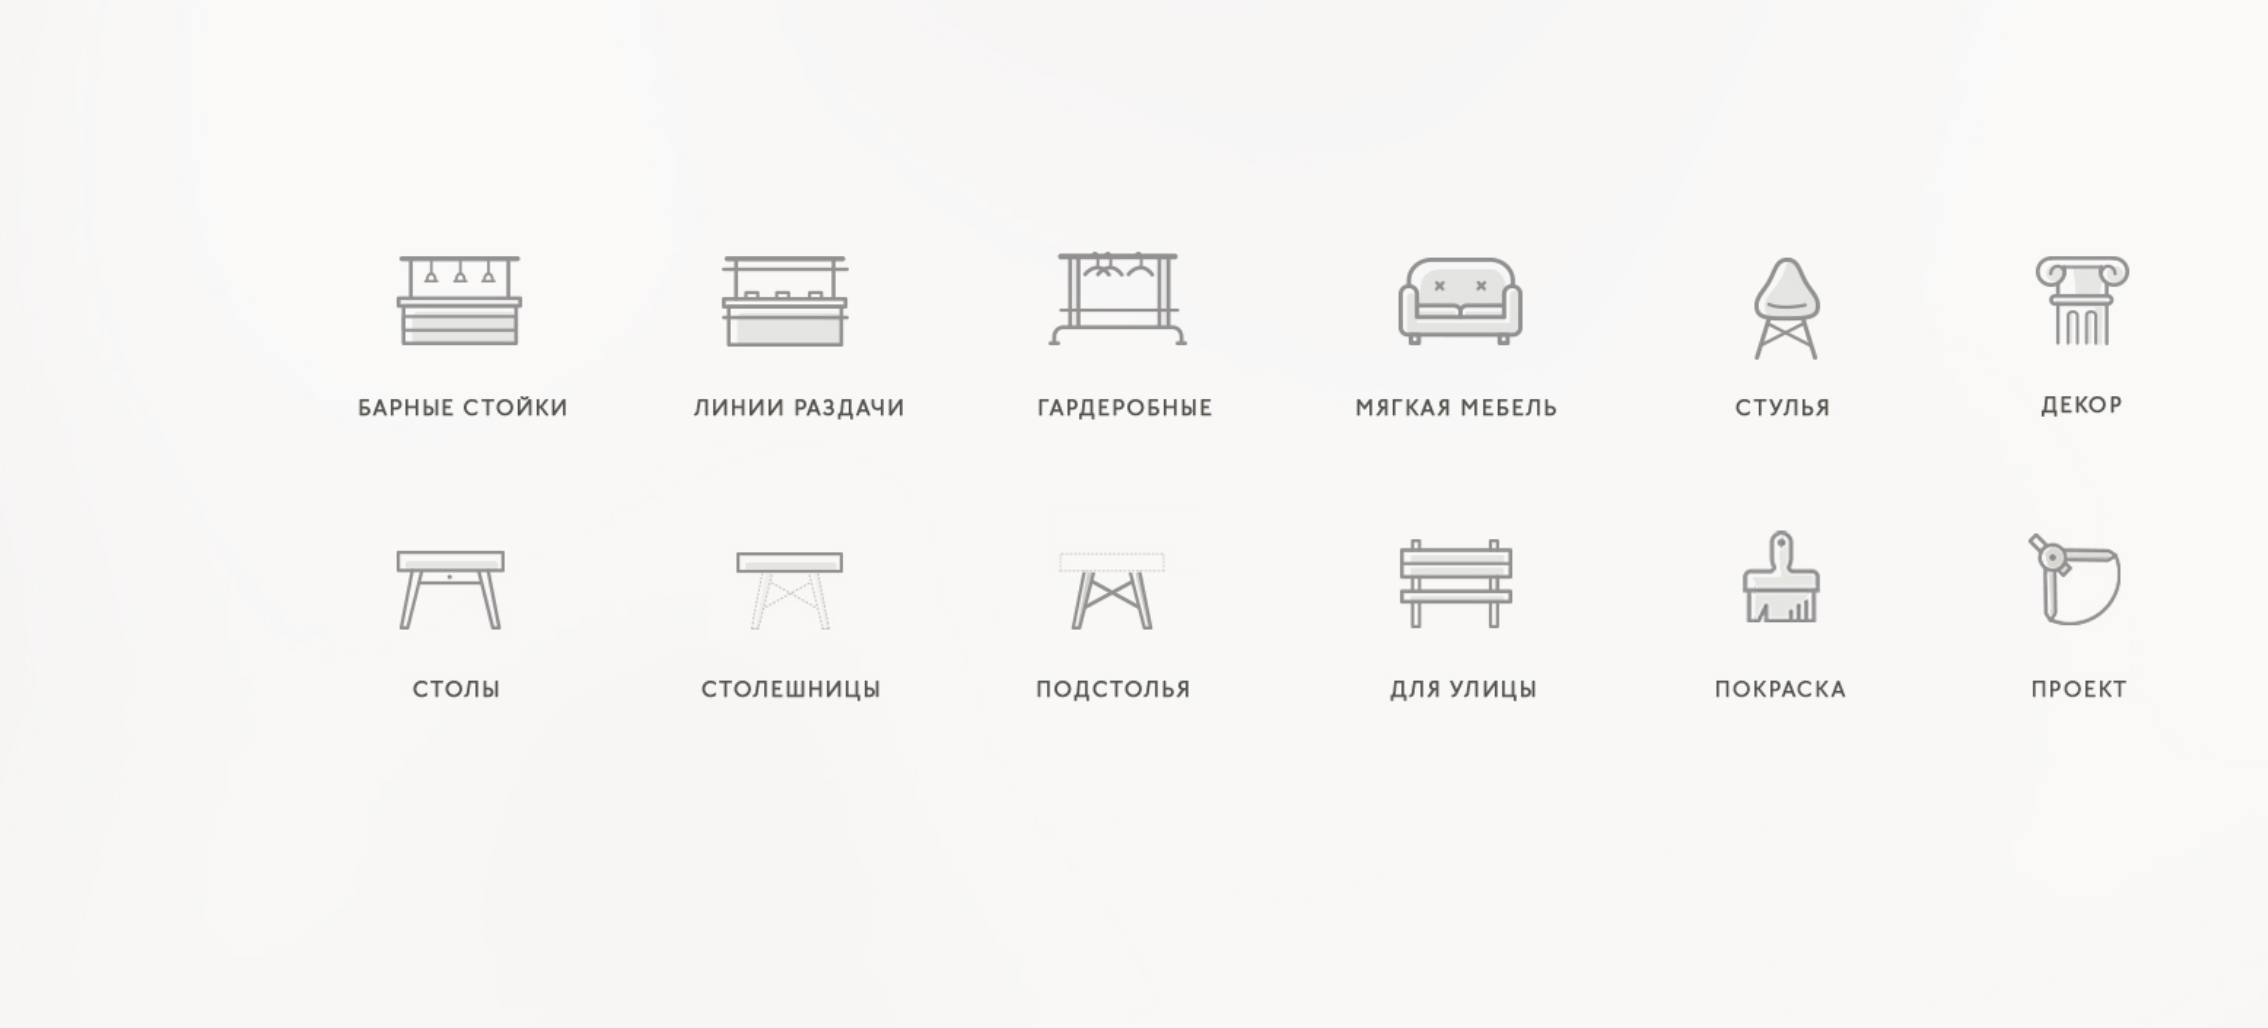 БАРНЫЕ СТОЙКИ
ЛИНИИ РАЗДАЧИ
ГАРДЕРОБНЫЕ
МЯГКАЯ МЕБЕЛЬ
СТУЛЬЯ
ДЕКОР
СТОЛЫ
СТОЛЕШНИЦЫ
ПОДСТОЛЬЯ
ДЛЯ УЛИЦЫ
ПОКРАСКА
ПРОЕКТ